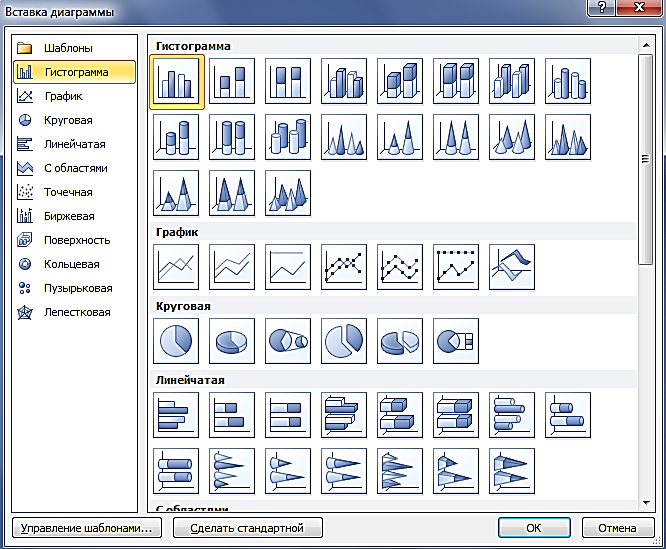 Вставка диаграммы
Шаблоны
Гистограмма
График
Круговая
Линейчатая
С областями
Точечная
Биржевая
Поверхность
Кольцевая
Пузырьковая
Лепестковая
Гистограмма
График
Круговая
Линейчатая
С областями
Управление шаблонами...
Сделать стандартной
ОК
Отмена